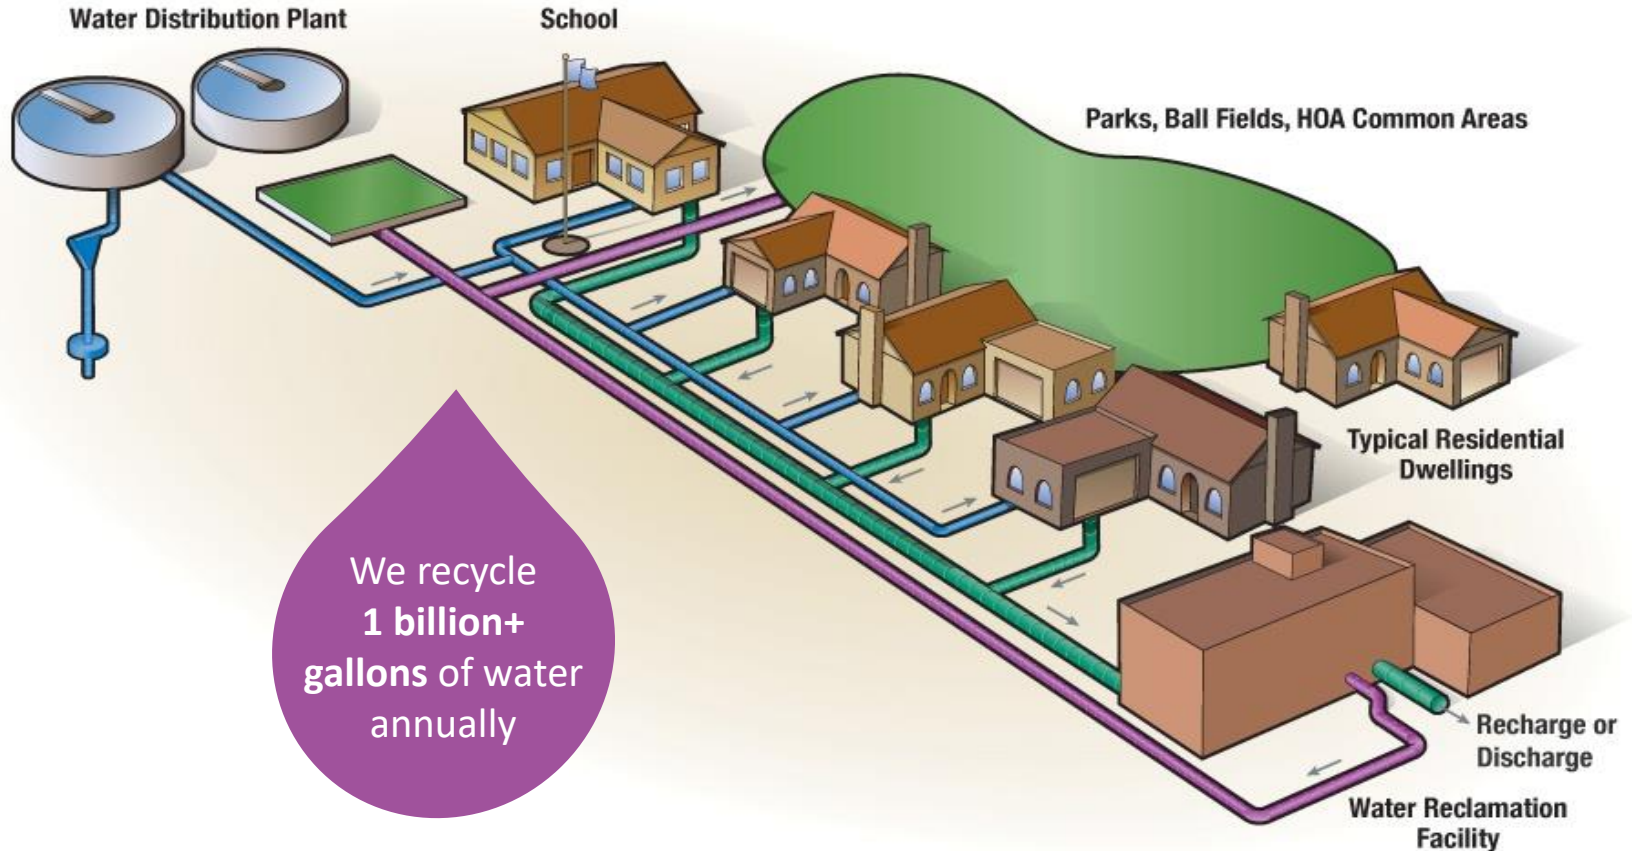 Water Distribution Plant
School
Parks, Ball Fields, HOA Common Areas
Typical Residential
Dwellings
We recycle
1 billion+
gallons of water
annually
Recharge or
Discharge
Water Reclamation
Facility